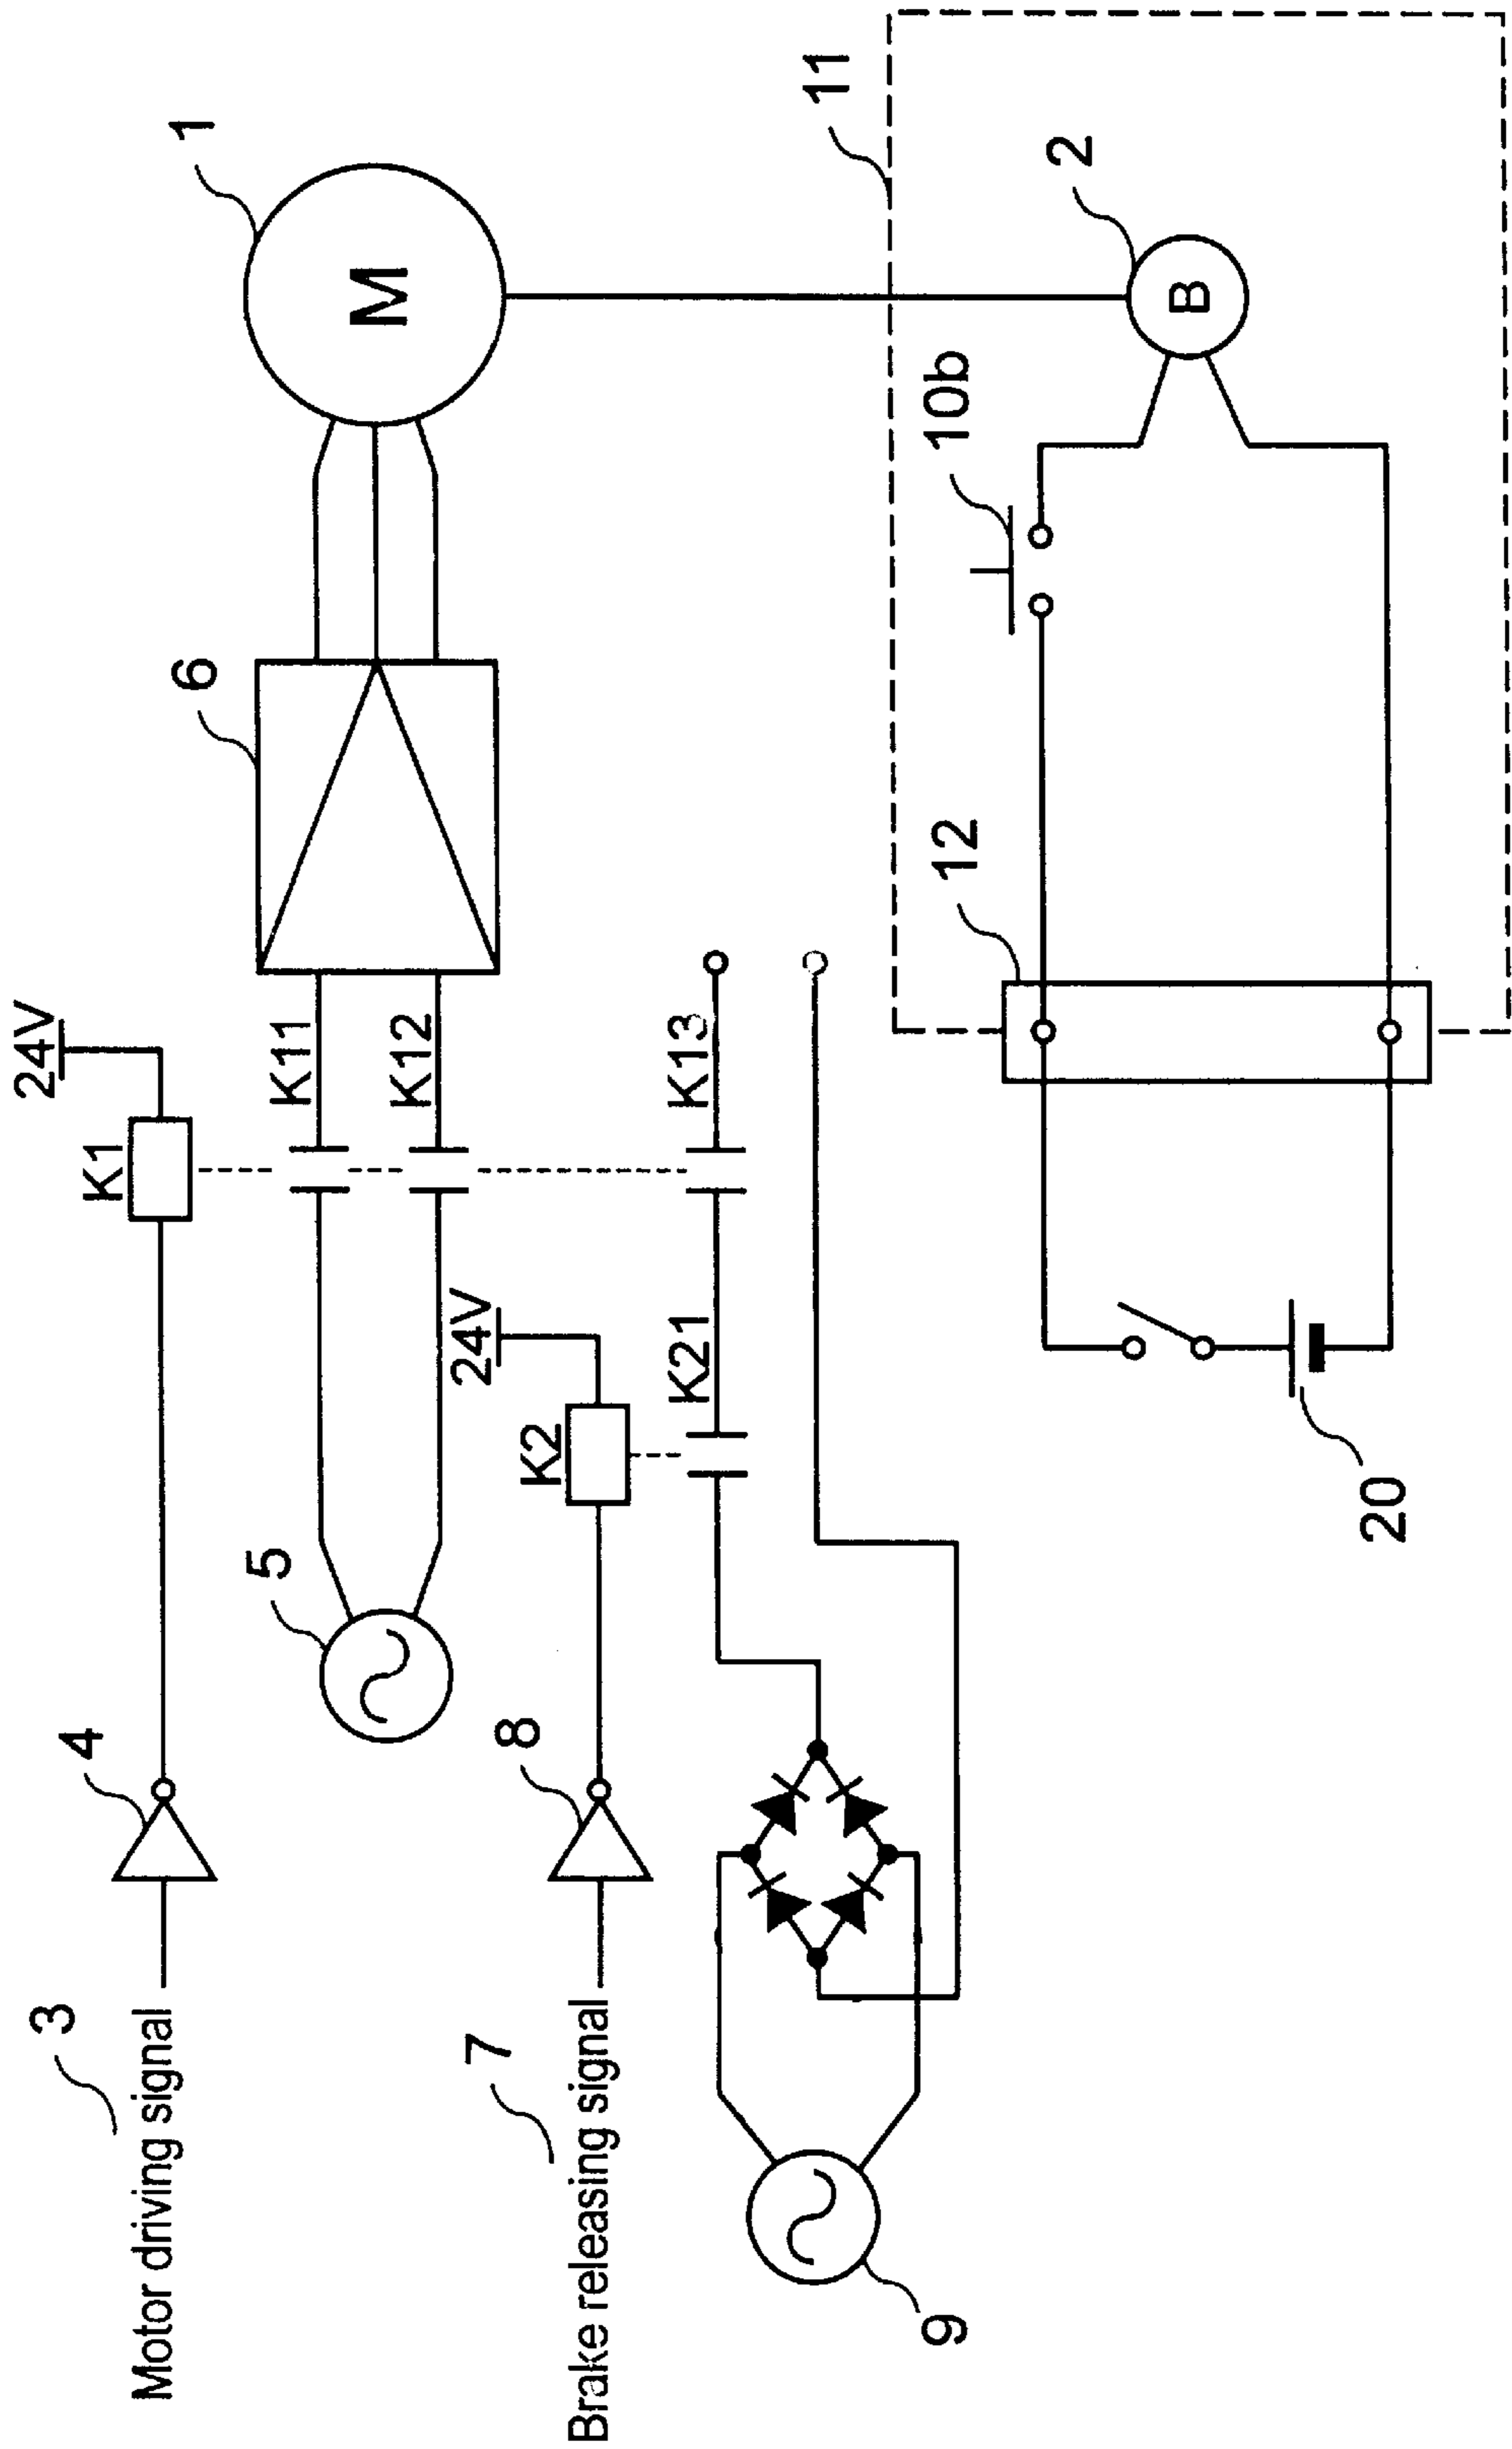 3
Motor driving signal
4
K1
24V
5
K11
K12
6
M
1
7
Brake releasing signal
8
K2
24V
K21
K13
9
11
12
10b
2
B
20